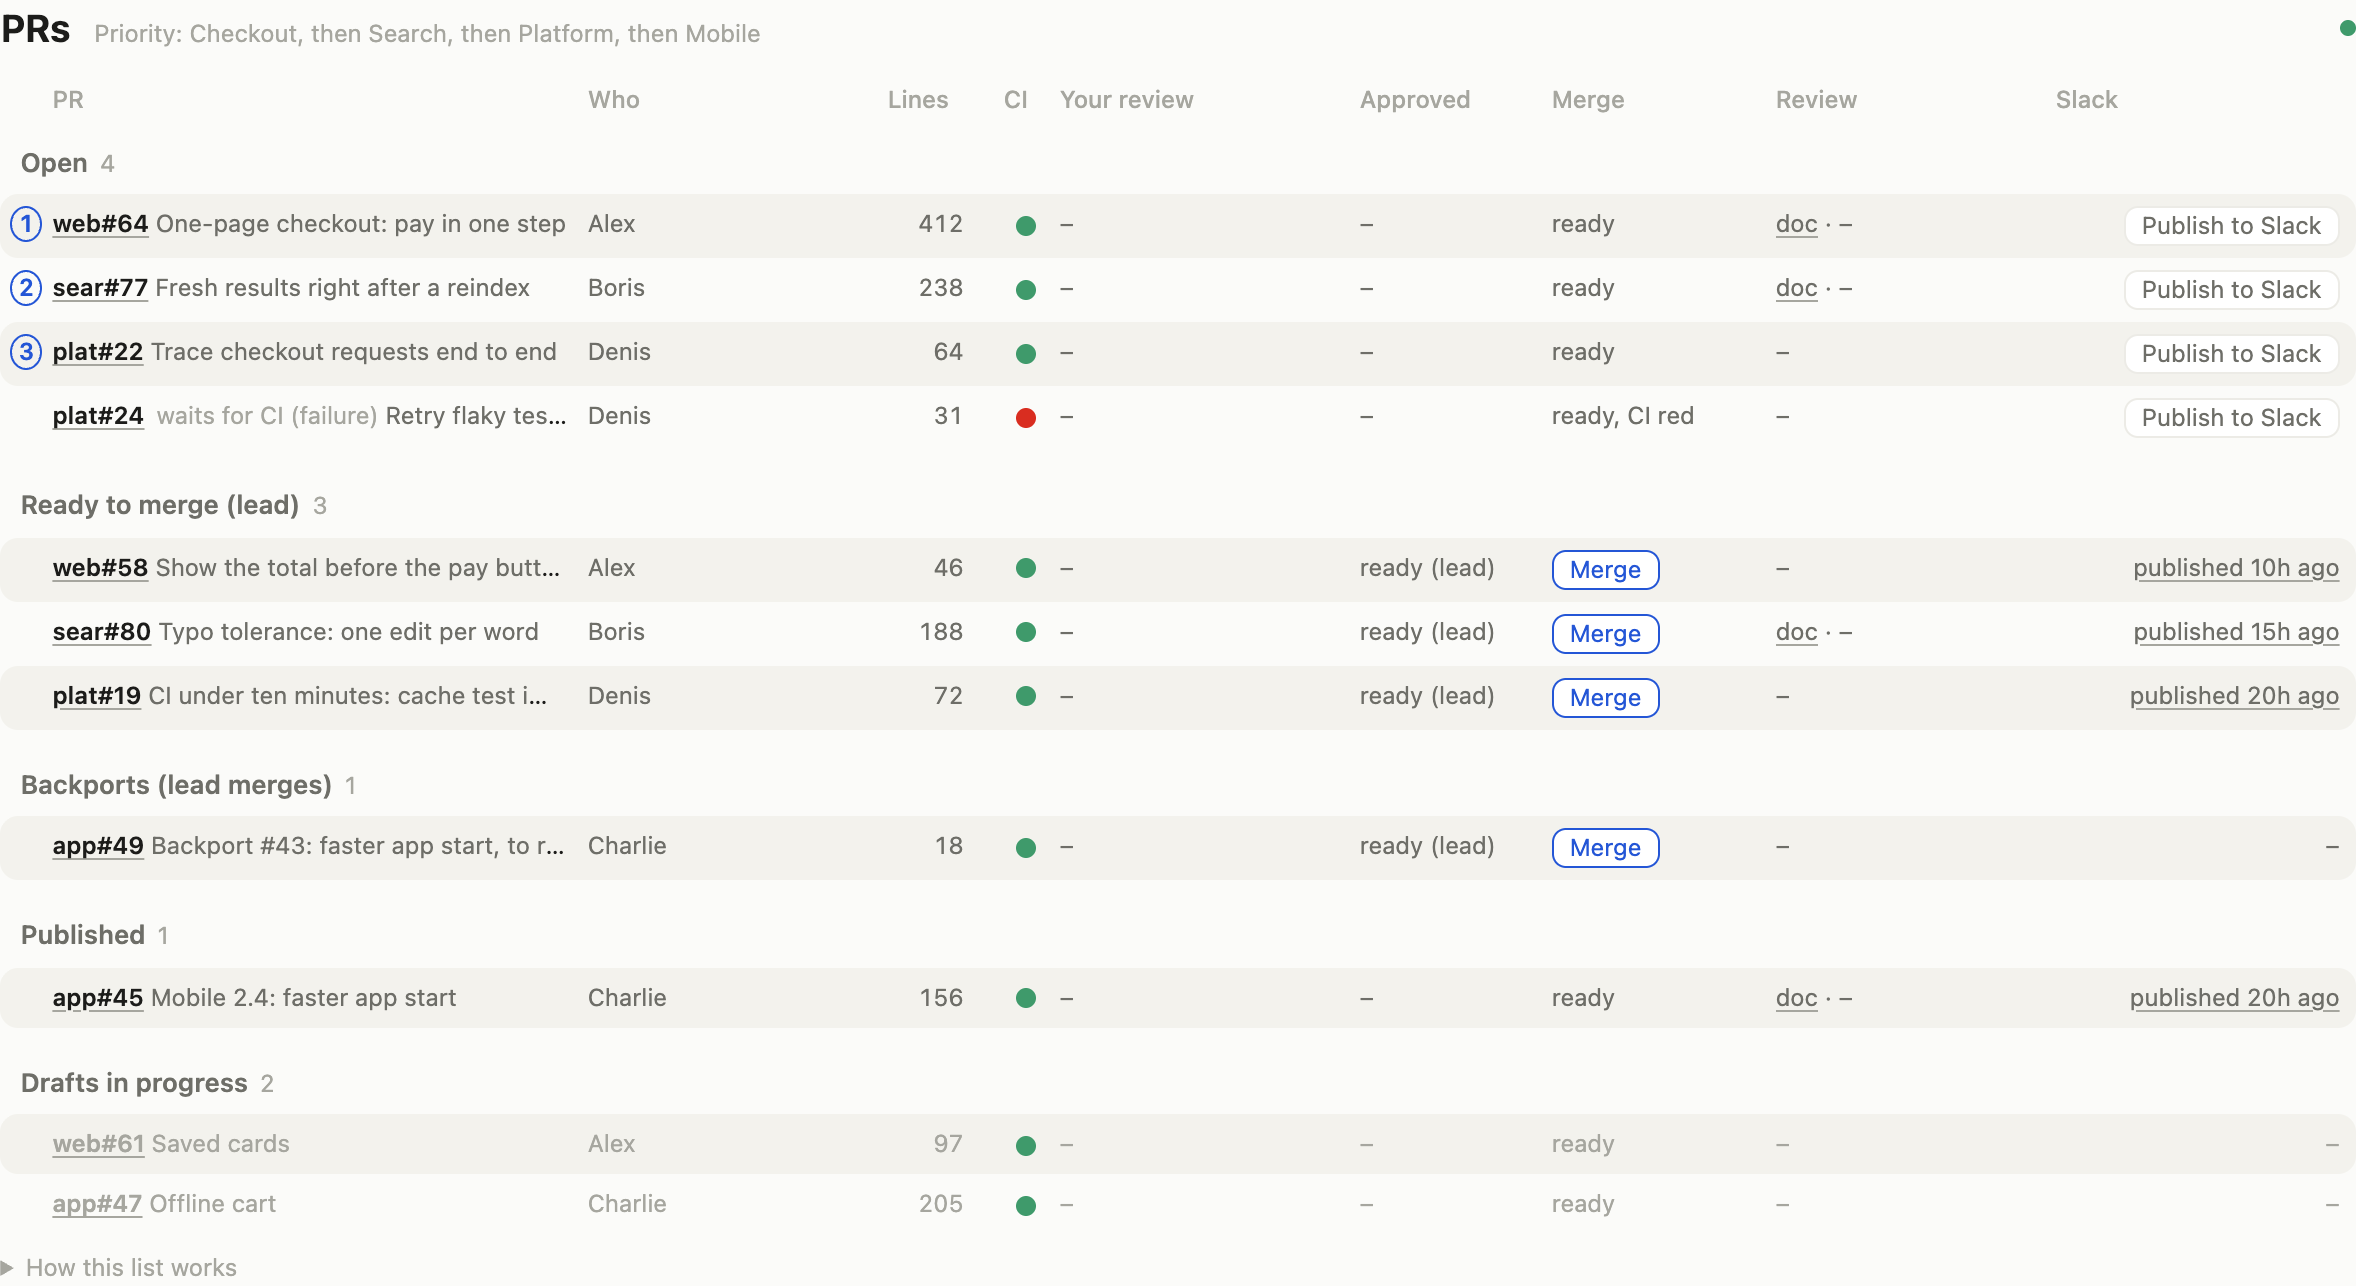 PRs Priority: Checkout, then Search, then Platform, then Mobile
PR Who Lines CI Your review Approved Merge Review Slack
Open 4
1 web#64 One-page checkout: pay in one step Alex 412 – – ready doc · – Publish to Slack
2 sear#77 Fresh results right after a reindex Boris 238 – – ready doc · – Publish to Slack
3 plat#22 Trace checkout requests end to end Denis 64 – – ready – Publish to Slack
plat#24 waits for CI (failure) Retry flaky tes... Denis 31 – – ready, CI red – Publish to Slack
Ready to merge (lead) 3
web#58 Show the total before the pay butt... Alex 46 – ready (lead) Merge – published 10h ago
sear#80 Typo tolerance: one edit per word Boris 188 – ready (lead) Merge doc · – published 15h ago
plat#19 CI under ten minutes: cache test i... Denis 72 – ready (lead) Merge – published 20h ago
Backports (lead merges) 1
app#49 Backport #43: faster app start, to r... Charlie 18 – ready (lead) Merge – –
Published 1
app#45 Mobile 2.4: faster app start Charlie 156 – – ready doc · – published 20h ago
Drafts in progress 2
web#61 Saved cards Alex 97 – – ready – –
app#47 Offline cart Charlie 205 – – ready – –
How this list works